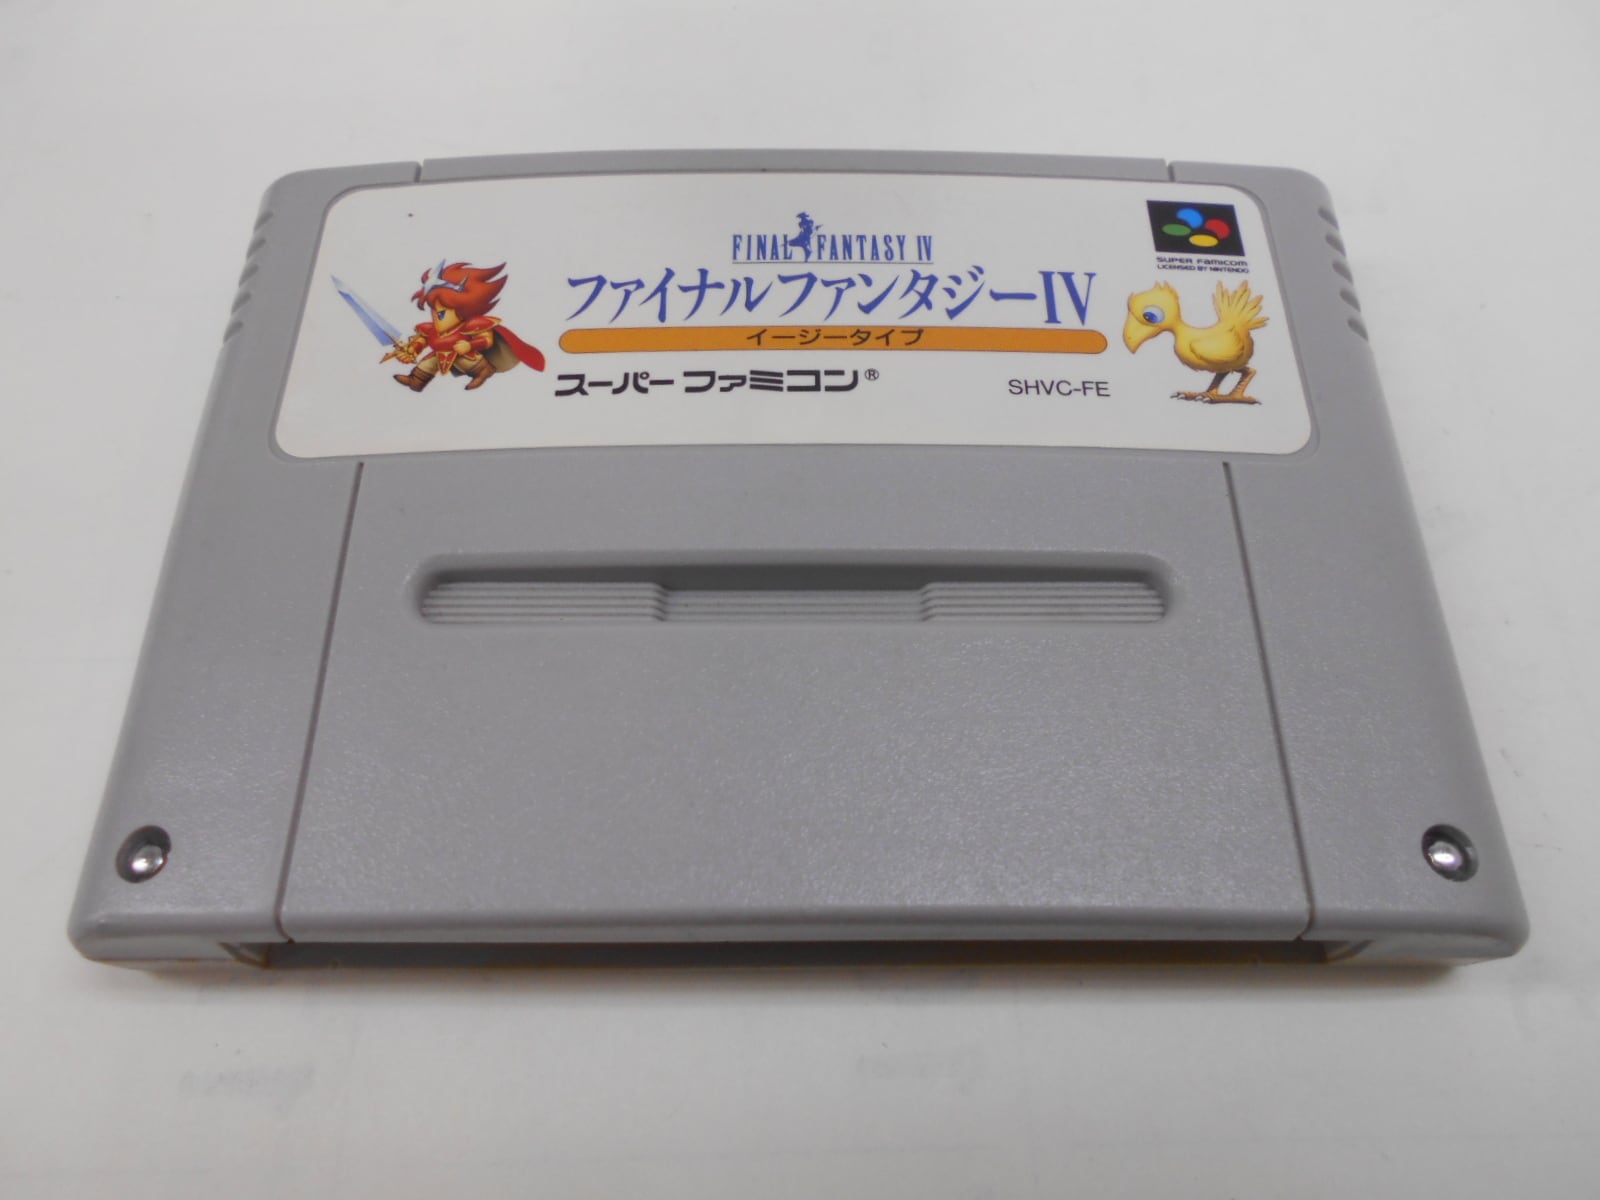 FINAL FANTASY IV
ファイナルファンタジーIV
イージータイプ
スーパーファミコン®
SHVC-FE
SUPER FAMICOM
LICENSED BY NINTENDO